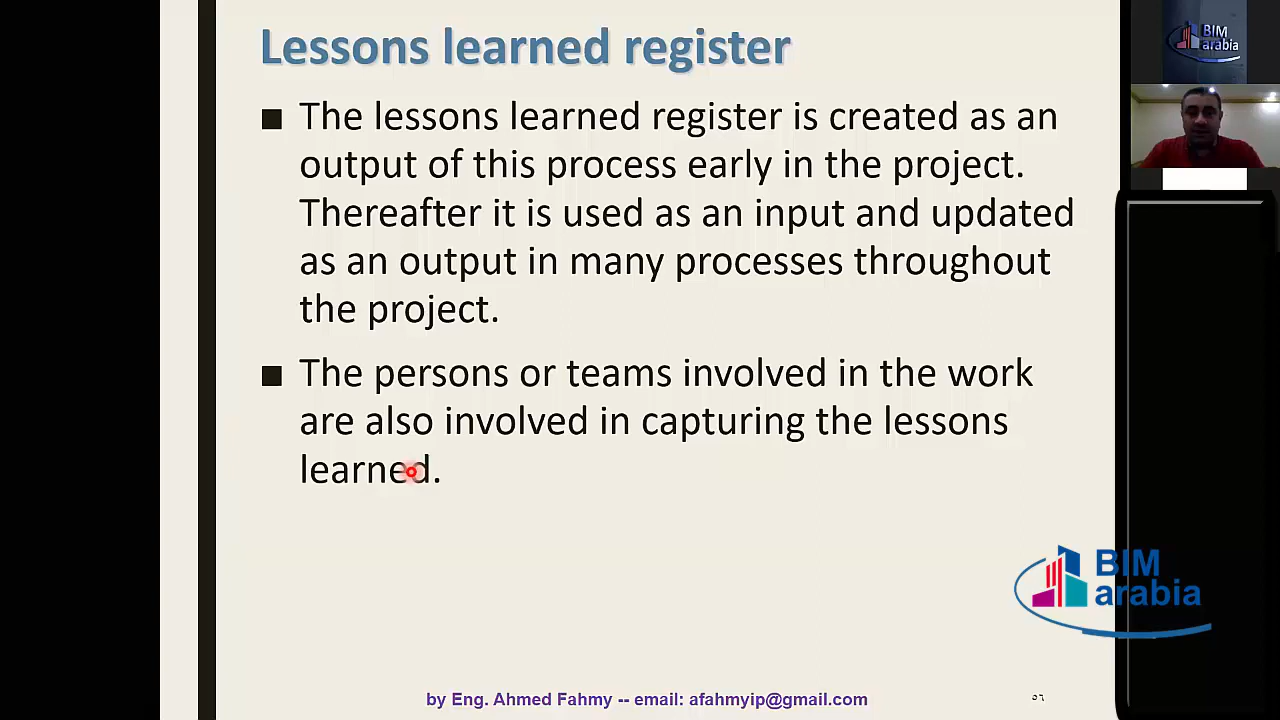 Lessons learned register
■ The lessons learned register is created as an
output of this process early in the project.
Thereafter it is used as an input and updated
as an output in many processes throughout
the project.
■ The persons or teams involved in the work
are also involved in capturing the lessons
learned.
BIM
arabia
BIM
arabia
by Eng. Ahmed Fahmy -- email: afahmyip@gmail.com
٥٦